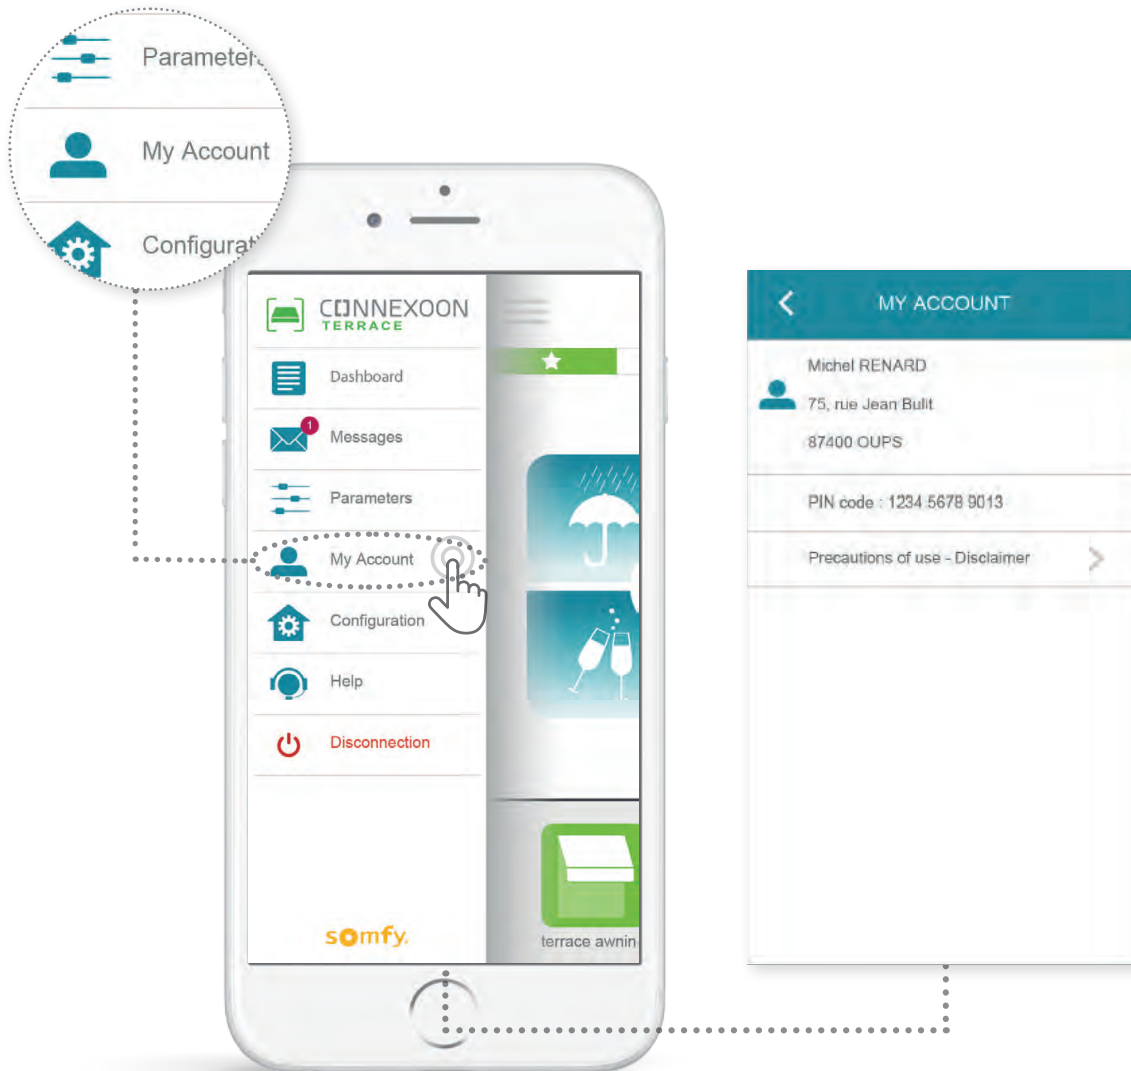 Parameter
My Account
Configurat
CONNEXOON
TERRACE
Dashboard
1
Messages
Parameters
My Account
Configuration
Help
Disconnection
somfy.
terrace awnin
MY ACCOUNT
Michel RENARD
75, rue Jean Bulit
87400 OUPS
PIN code : 1234 5678 9013
Precautions of use - Disclaimer